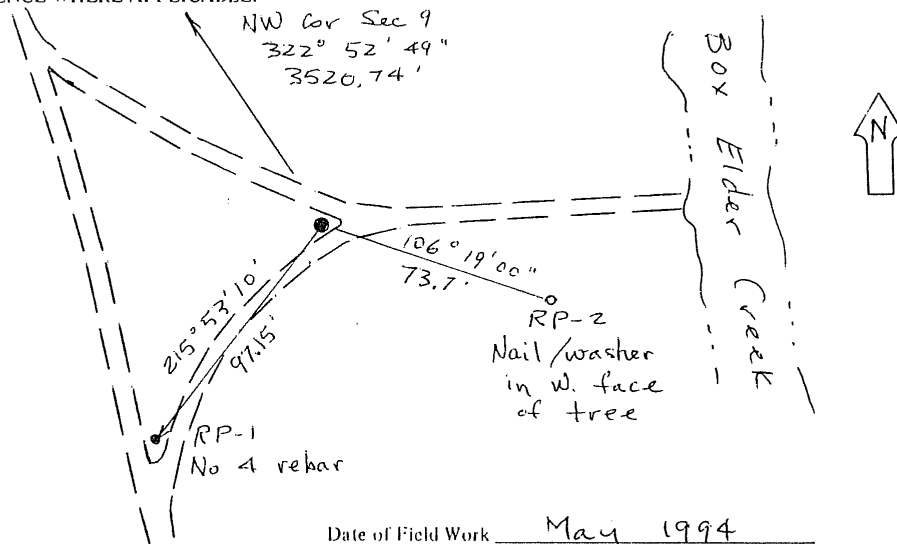 NW Cor Sec 9
322° 52' 49"
3520.74'
Box Elder Creek
N
106° 19' 00"
73.7'
RP-2
Nail/washer
in W. face
of tree
215° 53' 10'
97.15'
RP-1
No 4 rebar
Date of Field Work May 1994